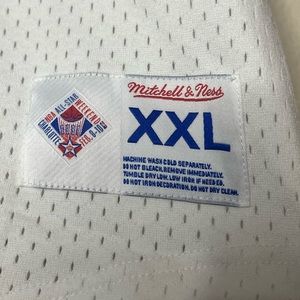 NBA ALL-STAR WEEKEND
CHARLOTTE
Mitchell & Ness
XXL
MACHINE WASH COLD SEPARATELY.
DO NOT BLEACH.REMOVE IMMEDIATELY.
TUMBLE DRY LOW. LOW IRON IF NEEDED.
DO NOT IRON DECORATION. DO NOT DRY CLEAN.